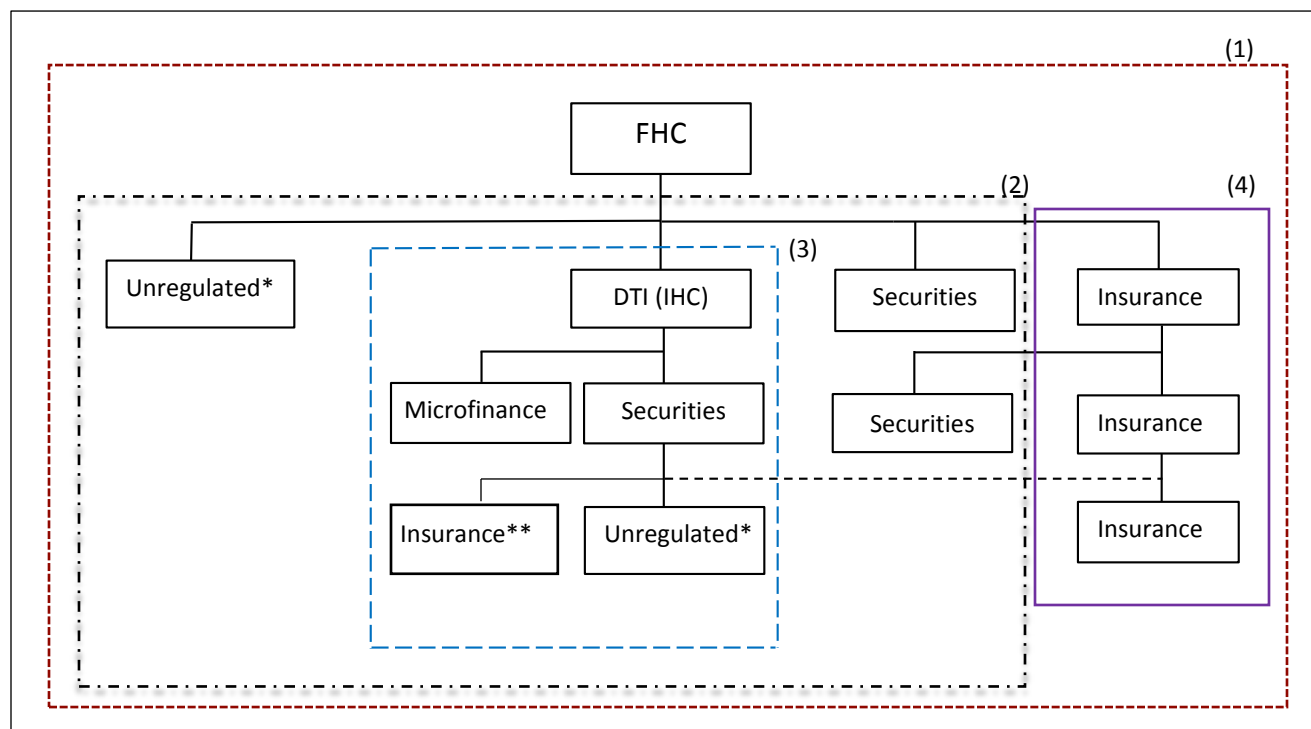 (1)
FHC
(2)
(4)
(3)
Unregulated*
DTI (IHC)
Securities
Insurance
Microfinance
Securities
Securities
Insurance
Insurance**
Unregulated*
Insurance